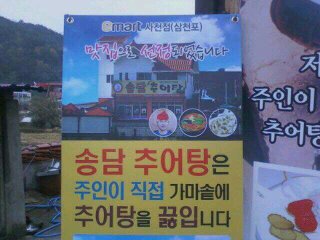 emart 사천점(삼천포)
맛집으로 선정되었습니다
송담 추어탕
송담 추어탕은
주인이 직접 가마솥에
추어탕을 끓입니다
저
주인이
추어탕